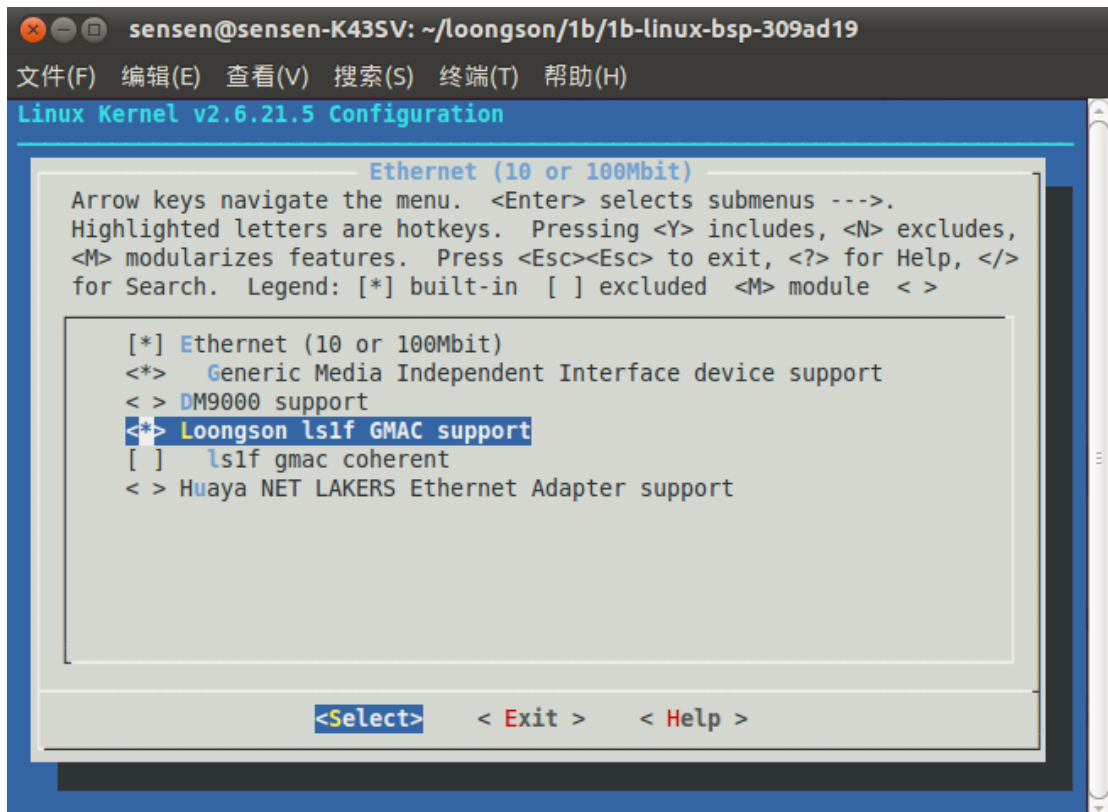 sensen@sensen-K43SV: ~/loongson/1b/1b-linux-bsp-309ad19
文件(F) 编辑(E) 查看(V) 搜索(S) 终端(T) 帮助(H)
Linux Kernel v2.6.21.5 Configuration
Ethernet (10 or 100Mbit)
Arrow keys navigate the menu.  <Enter> selects submenus --->.
Highlighted letters are hotkeys.  Pressing <Y> includes, <N> excludes,
<M> modularizes features.  Press <Esc><Esc> to exit, <?> for Help, </>
for Search.  Legend: [*] built-in  [ ] excluded  <M> module  < >
[*] Ethernet (10 or 100Mbit)
<*>   Generic Media Independent Interface device support
< > DM9000 support
<*> Loongson ls1f GMAC support
[ ]   ls1f gmac coherent
< > Huaya NET LAKERS Ethernet Adapter support
<Select>    < Exit >    < Help >